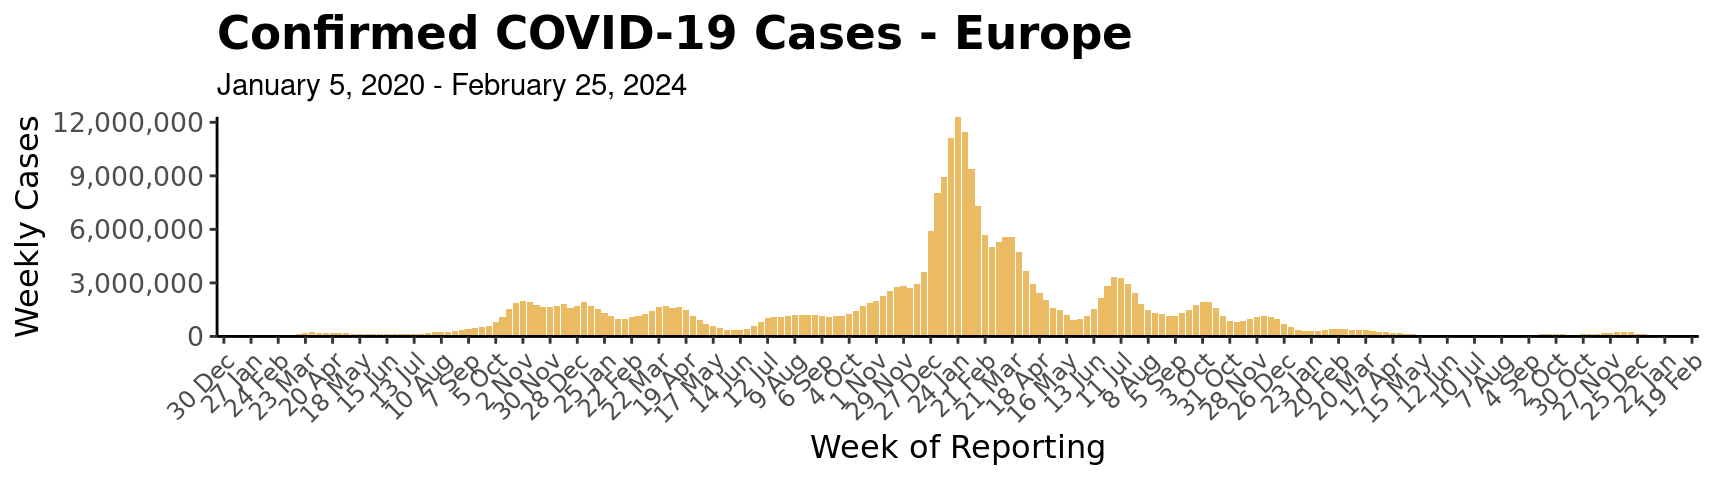 Confirmed COVID-19 Cases - Europe
January 5, 2020 - February 25, 2024
Weekly Cases
12,000,000
9,000,000
6,000,000
3,000,000
0
30 Dec
27 Jan
24 Feb
23 Mar
20 Apr
18 May
15 Jun
13 Jul
10 Aug
7 Sep
5 Oct
2 Nov
30 Nov
28 Dec
25 Jan
22 Feb
22 Mar
19 Apr
17 May
14 Jun
12 Jul
9 Aug
6 Sep
4 Oct
1 Nov
29 Nov
27 Dec
24 Jan
21 Feb
21 Mar
18 Apr
16 May
13 Jun
11 Jul
8 Aug
5 Sep
3 Oct
31 Oct
28 Nov
26 Dec
23 Jan
20 Feb
20 Mar
17 Apr
15 May
12 Jun
10 Jul
7 Aug
4 Sep
2 Oct
30 Oct
27 Nov
25 Dec
22 Jan
19 Feb
Week of Reporting